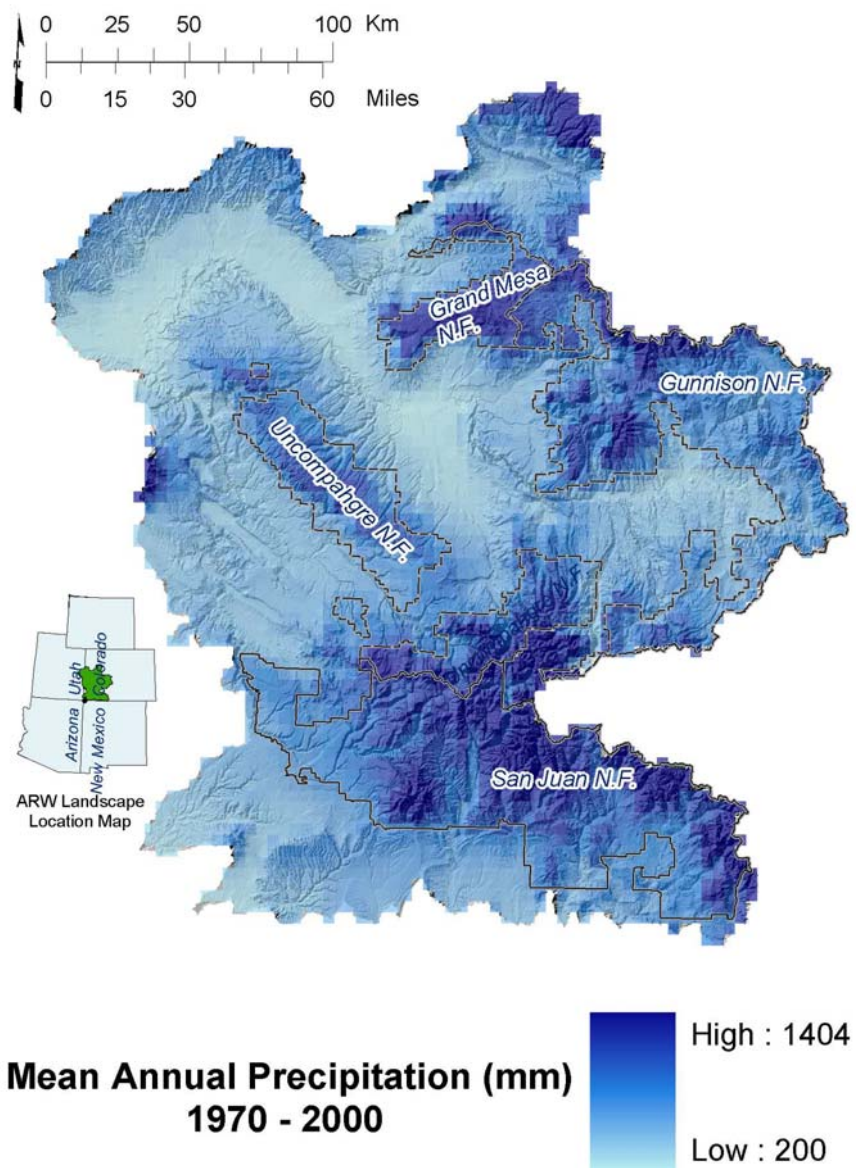 0 25 50 100 Km
N
0 15 30 60 Miles
Grand Mesa
N.F.
Gunnison N.F.
Uncompahgre N.F.
San Juan N.F.
Utah
Colorado
Arizona
New Mexico
ARW Landscape
Location Map
Mean Annual Precipitation (mm)
1970 - 2000
High : 1404
Low : 200